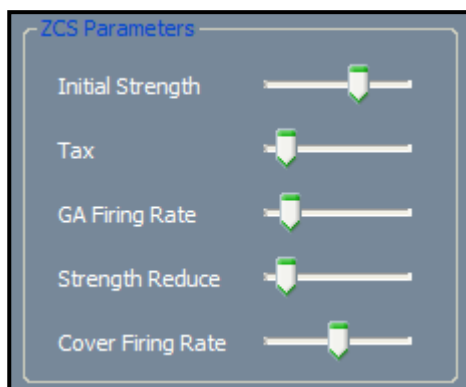 ZCS Parameters
Initial Strength
Tax
GA Firing Rate
Strength Reduce
Cover Firing Rate